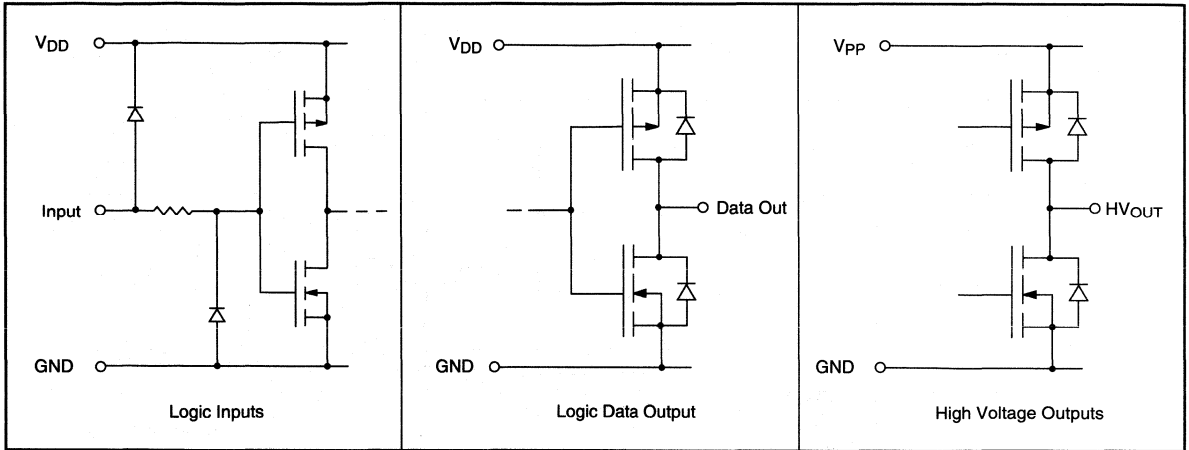 VDD
Input
GND
Logic Inputs
VDD
Data Out
GND
Logic Data Output
VPP
HVOUT
GND
High Voltage Outputs